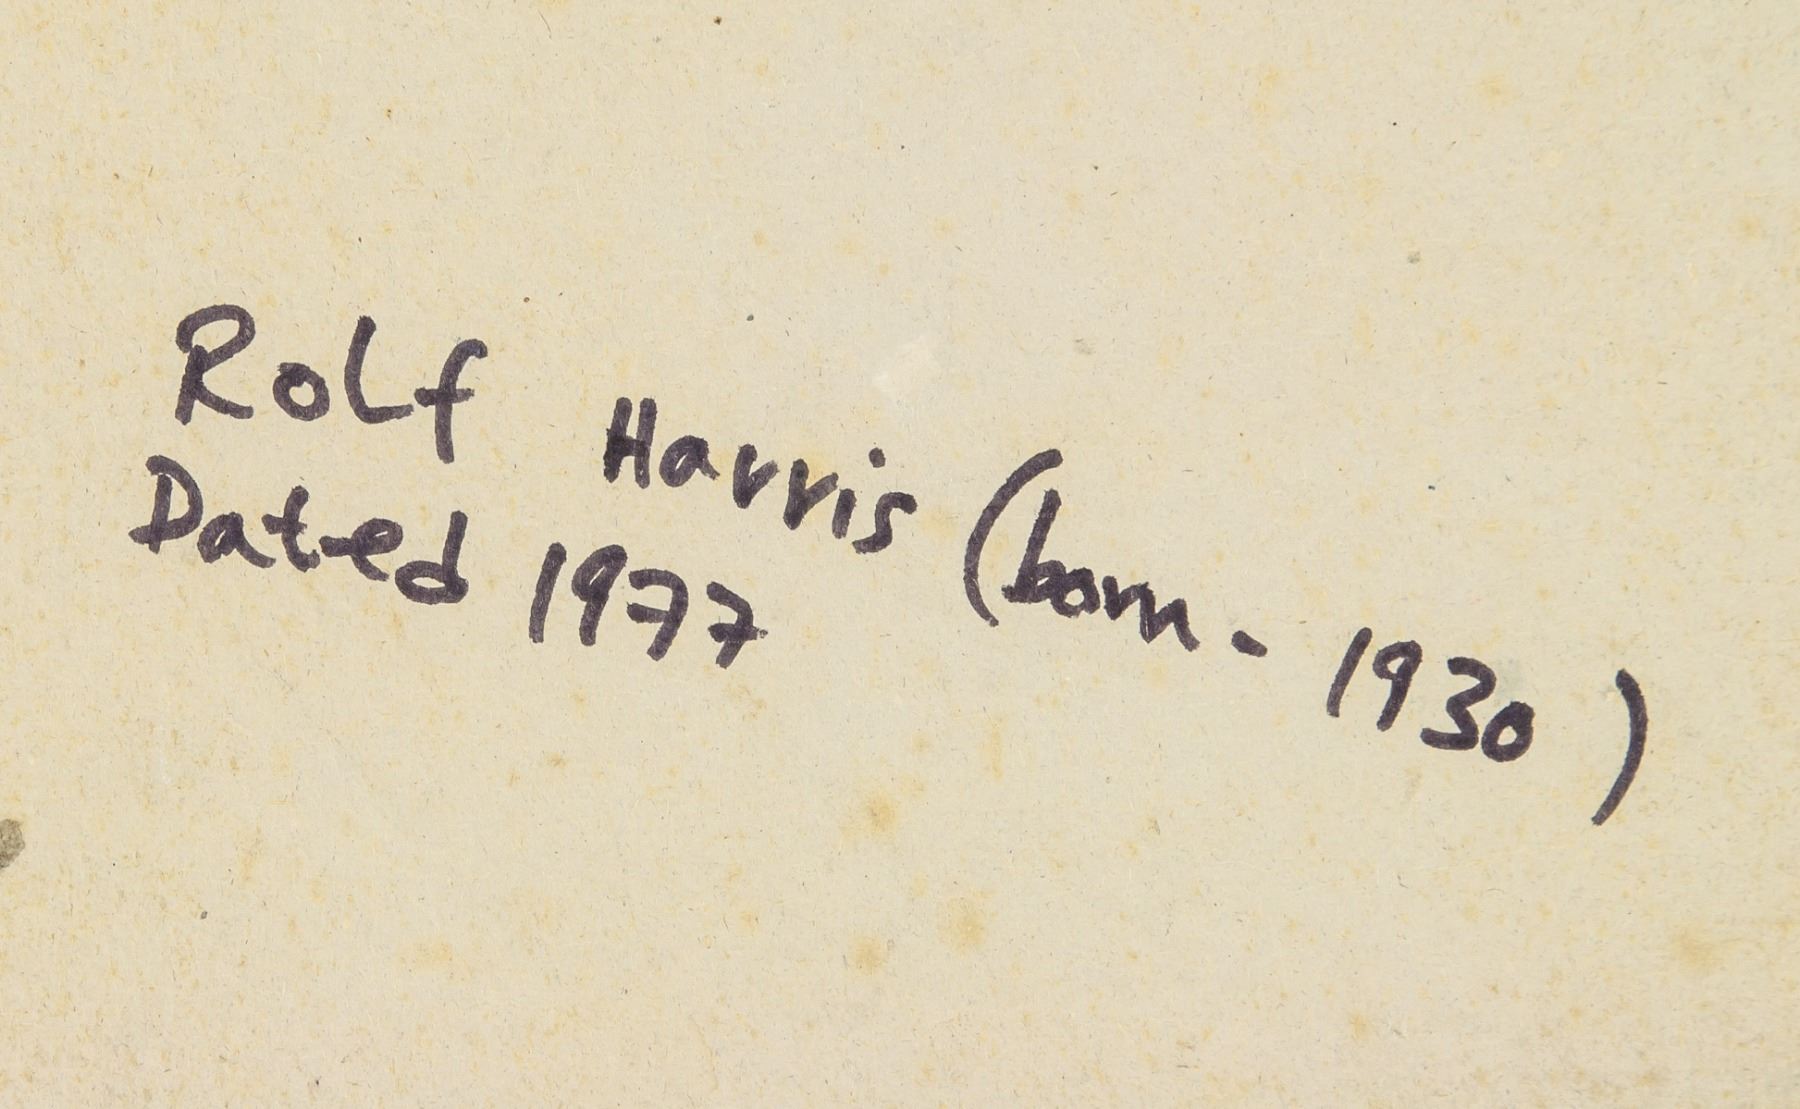 Rolf Harris (born - 1930)
Dated 1977